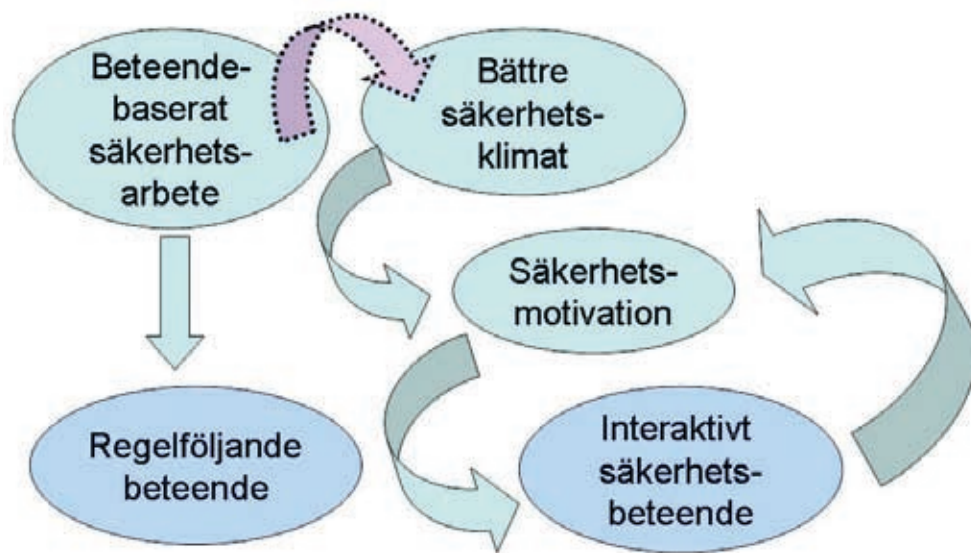 Beteende-
baserat
säkerhets-
arbete
Bättre
säkerhets-
klimat
Säkerhets-
motivation
Regelföljande
beteende
Interaktivt
säkerhets-
beteende